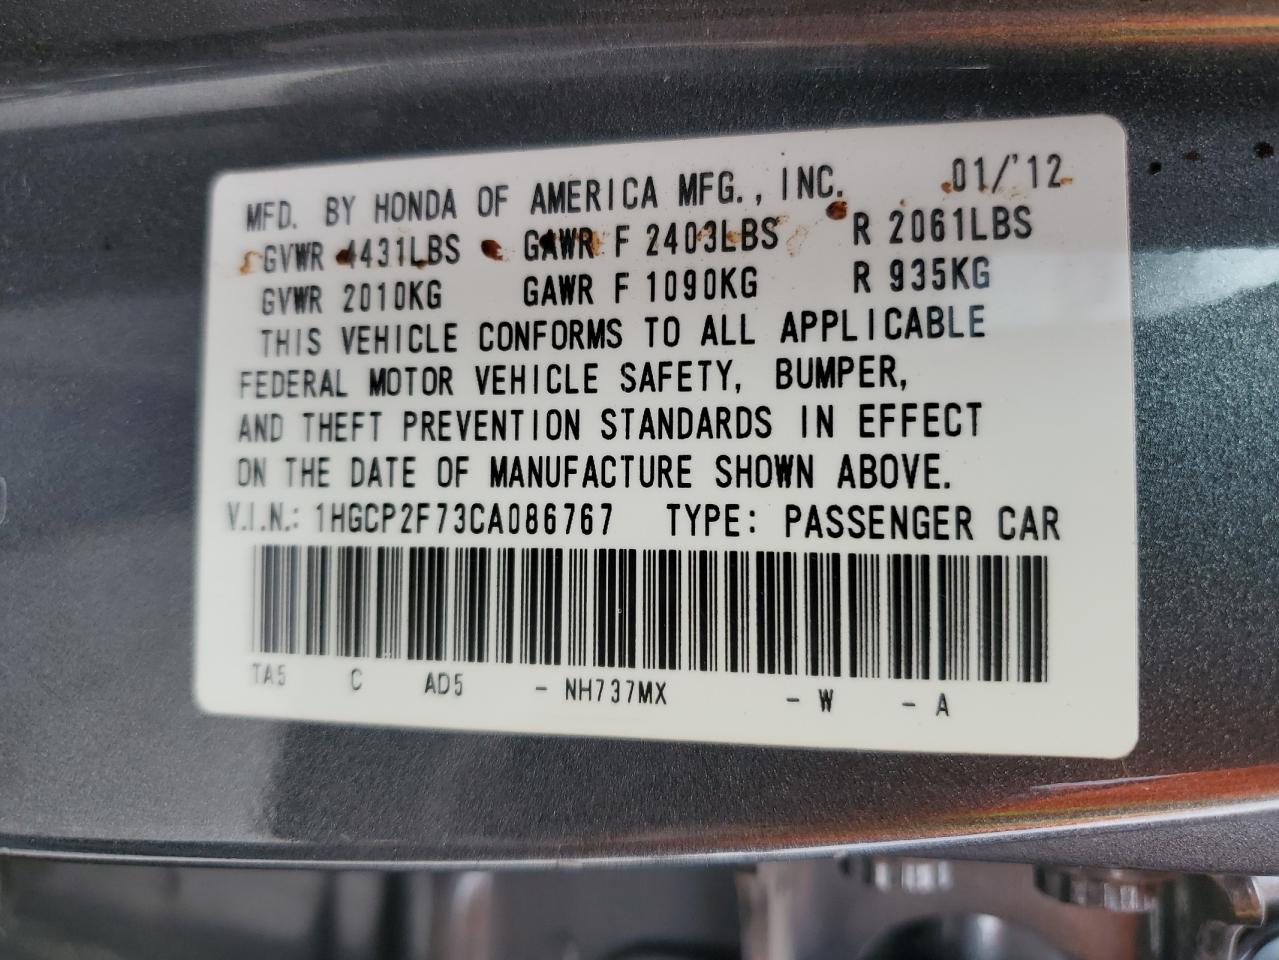 MFD. BY HONDA OF AMERICA MFG., INC. 01/'12
GVWR 4431LBS GAWR F 2403LBS R 2061LBS
GVWR 2010KG GAWR F 1090KG R 935KG
THIS VEHICLE CONFORMS TO ALL APPLICABLE
FEDERAL MOTOR VEHICLE SAFETY, BUMPER,
AND THEFT PREVENTION STANDARDS IN EFFECT
ON THE DATE OF MANUFACTURE SHOWN ABOVE.
V.I.N.: 1HGCP2F73CA086767 TYPE: PASSENGER CAR
TA5 C AD5 - NH737MX - W - A